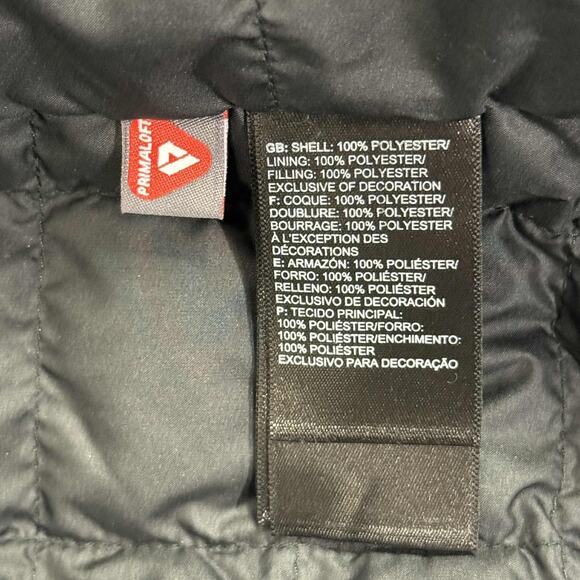 PRIMALOFT
GB: SHELL: 100% POLYESTER/
LINING: 100% POLYESTER/
FILLING: 100% POLYESTER
EXCLUSIVE OF DECORATION
F: COQUE: 100% POLYESTER/
DOUBLURE: 100% POLYESTER/
BOURRAGE: 100% POLYESTER
À L'EXCEPTION DES
DÉCORATIONS
E: ARMAZÓN: 100% POLIÉSTER/
FORRO: 100% POLIÉSTER/
RELLENO: 100% POLIÉSTER
EXCLUSIVO DE DECORACIÓN
P: TECIDO PRINCIPAL:
100% POLIÉSTER/FORRO:
100% POLIÉSTER/ENCHIMENTO:
100% POLIÉSTER
EXCLUSIVO PARA DECORAÇÃO